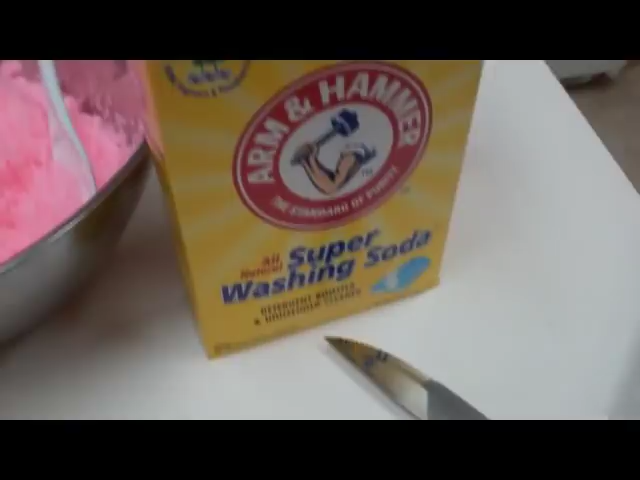 ARM & HAMMER
THE STANDARD OF PURITY
All
Natural
Super
Washing Soda
DETERGENT BOOSTER
& HOUSEHOLD CLEANER